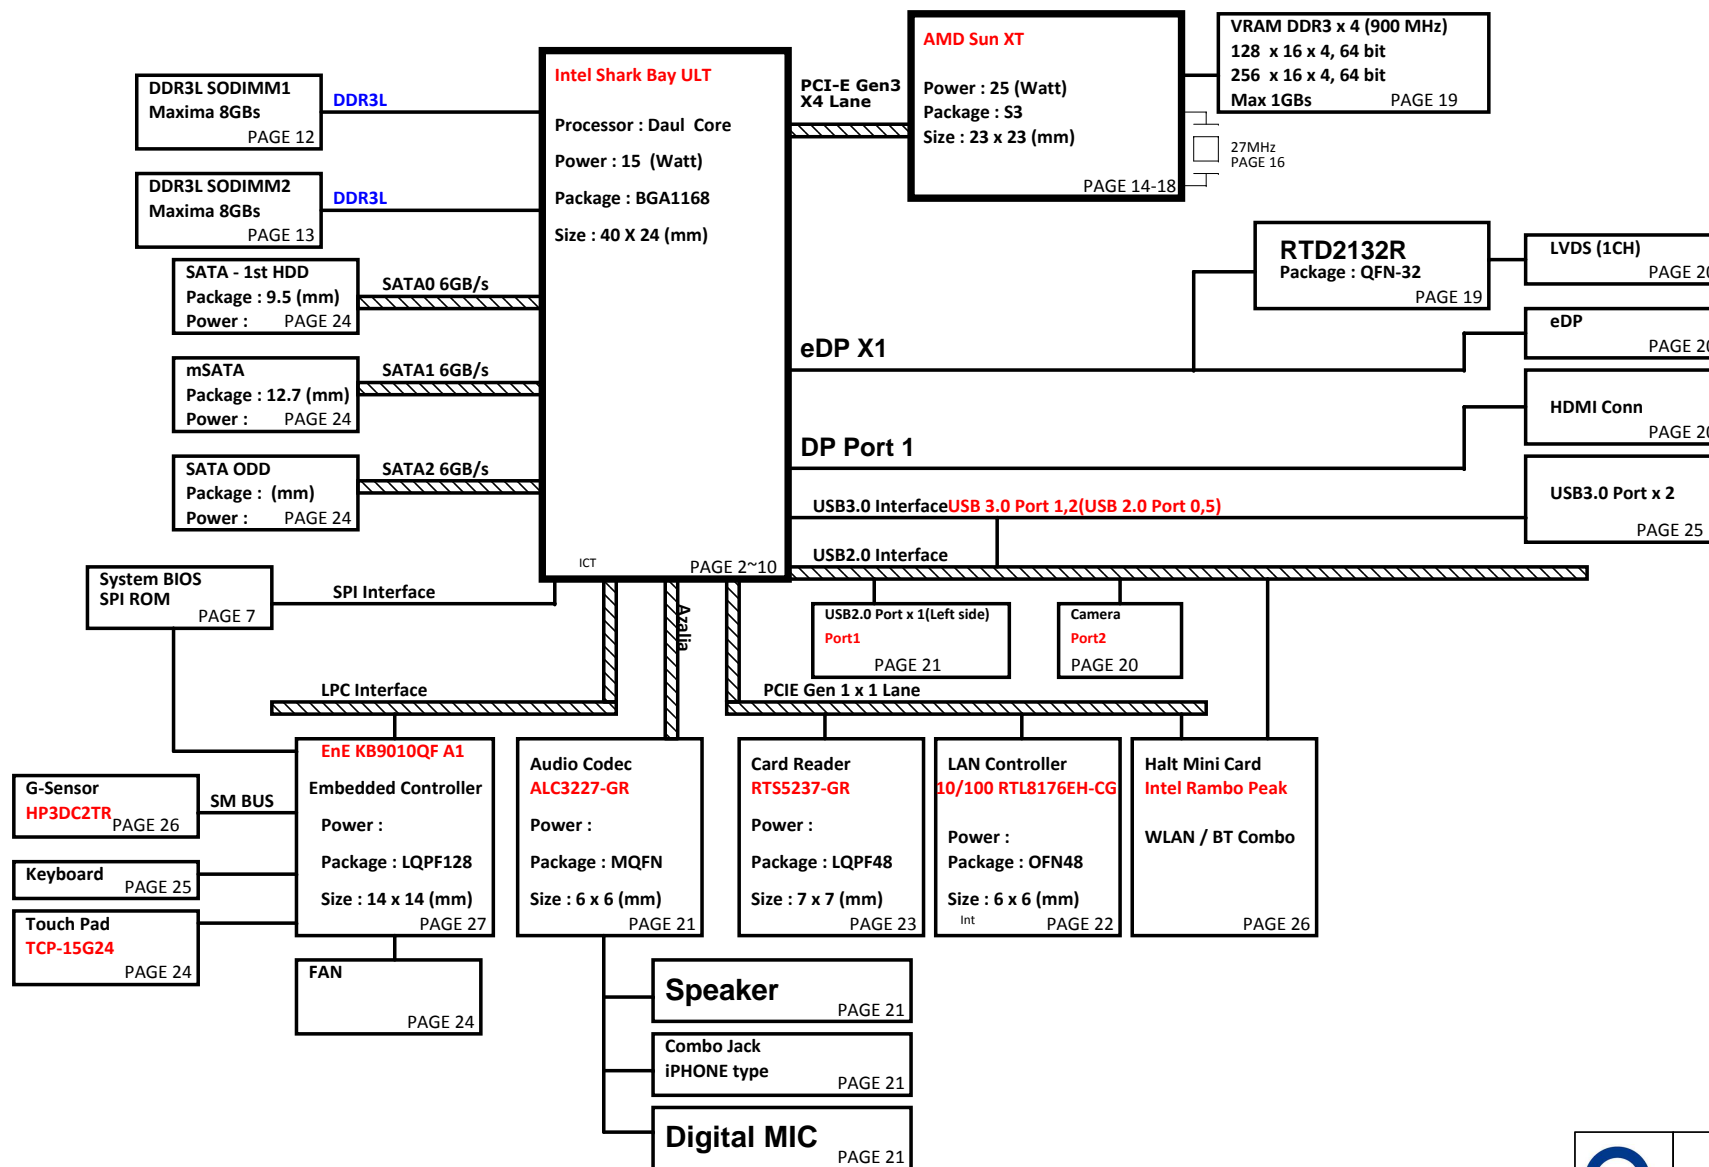 DDR3L SODIMM1
Maxima 8GBs
PAGE 12
DDR3L
DDR3L SODIMM2
Maxima 8GBs
PAGE 13
DDR3L
SATA - 1st HDD
Package : 9.5 (mm)
Power : PAGE 24
SATA0 6GB/s
mSATA
Package : 12.7 (mm)
Power : PAGE 24
SATA1 6GB/s
SATA ODD
Package : (mm)
Power : PAGE 24
SATA2 6GB/s
Intel Shark Bay ULT
Processor : Daul Core
Power : 15 (Watt)
Package : BGA1168
Size : 40 X 24 (mm)
ICT
PAGE 2~10
PCI-E Gen3
X4 Lane
AMD Sun XT
Power : 25 (Watt)
Package : S3
Size : 23 x 23 (mm)
PAGE 14-18
VRAM DDR3 x 4 (900 MHz)
128 x 16 x 4, 64 bit
256 x 16 x 4, 64 bit
Max 1GBs PAGE 19
27MHz
PAGE 16
RTD2132R
Package : QFN-32
PAGE 19
LVDS (1CH)
PAGE 20
eDP X1
eDP
PAGE 20
DP Port 1
HDMI Conn
PAGE 20
USB3.0 Interface USB 3.0 Port 1,2(USB 2.0 Port 0,5)
USB3.0 Port x 2
PAGE 25
USB2.0 Interface
USB2.0 Port x 1(Left side)
Port1
PAGE 21
Camera
Port2
PAGE 20
System BIOS
SPI ROM
PAGE 7
SPI Interface
Azalia
LPC Interface
PCIE Gen 1 x 1 Lane
G-Sensor
HP3DC2TR
PAGE 26
SM BUS
Keyboard
PAGE 25
Touch Pad
TCP-15G24
PAGE 24
EnE KB9010QF A1
Embedded Controller
Power :
Package : LQPF128
Size : 14 x 14 (mm)
PAGE 27
FAN
PAGE 24
Audio Codec
ALC3227-GR
Power :
Package : MQFN
Size : 6 x 6 (mm)
PAGE 21
Card Reader
RTS5237-GR
Power :
Package : LQPF48
Size : 7 x 7 (mm)
PAGE 23
LAN Controller
10/100 RTL8176EH-CG
Power :
Package : OFN48
Size : 6 x 6 (mm)
Int
PAGE 22
Halt Mini Card
Intel Rambo Peak
WLAN / BT Combo
PAGE 26
Speaker
PAGE 21
Combo Jack
iPHONE type
PAGE 21
Digital MIC
PAGE 21